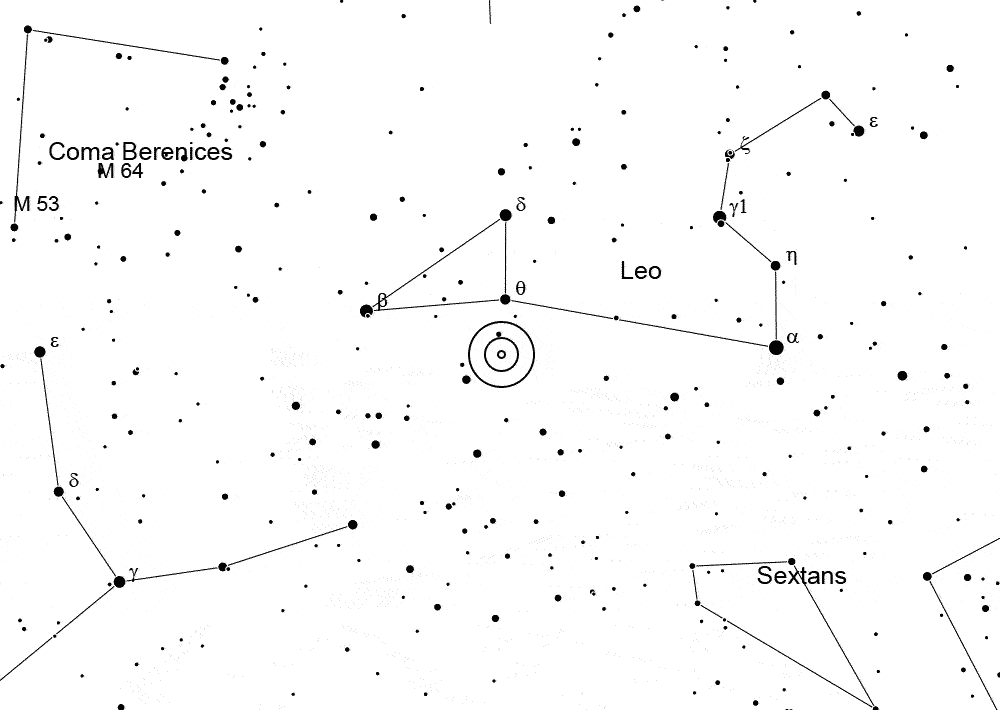 ε
ζ
Coma Berenices
M 64
M 53
δ
γ1
η
Leo
θ
β
α
ε
δ
γ
Sextans